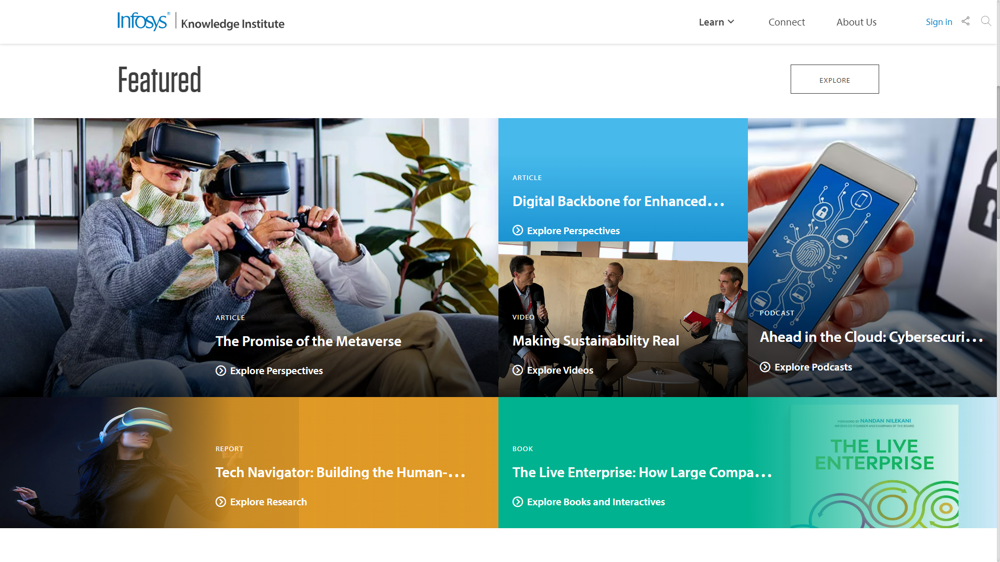 Infosys® | Knowledge Institute
Learn
Connect
About Us
Sign in
Featured
EXPLORE
ARTICLE
The Promise of the Metaverse
Explore Perspectives
ARTICLE
Digital Backbone for Enhanced...
Explore Perspectives
VIDEO
Making Sustainability Real
Explore Videos
PODCAST
Ahead in the Cloud: Cybersecuri...
Explore Podcasts
REPORT
Tech Navigator: Building the Human-...
Explore Research
BOOK
The Live Enterprise: How Large Compa...
Explore Books and Interactives
FOREWORD BY NANDAN NILEKANI
INFOSYS CO-FOUNDER AND CHAIRMAN OF THE BOARD
THE LIVE
ENTERPRISE